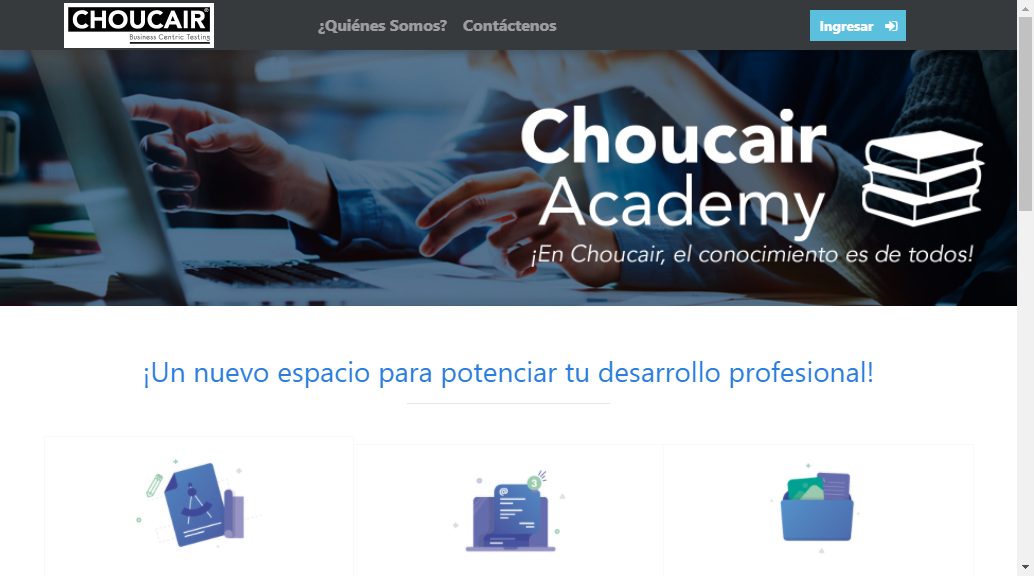 CHOUCAIR®
Business Centric Testing
¿Quiénes Somos?
Contáctenos
Ingresar
Choucair
Academy
¡En Choucair, el conocimiento es de todos!
¡Un nuevo espacio para potenciar tu desarrollo profesional!
@
3